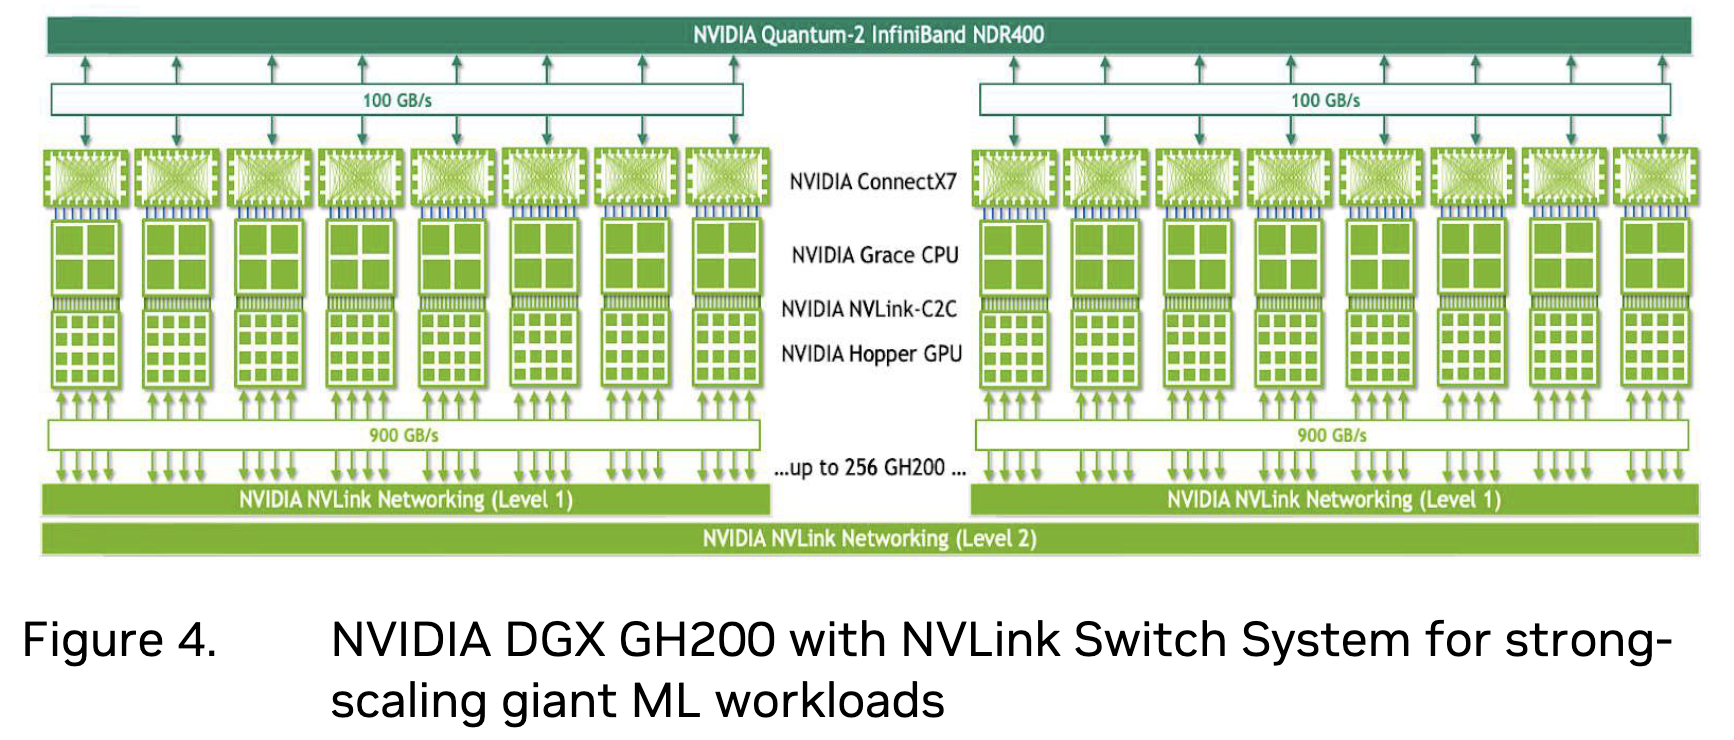 NVIDIA Quantum-2 InfiniBand NDR400
100 GB/s
100 GB/s
NVIDIA ConnectX7
NVIDIA Grace CPU
NVIDIA NVLink-C2C
NVIDIA Hopper GPU
900 GB/s
900 GB/s
...up to 256 GH200 ...
NVIDIA NVLink Networking (Level 1)
NVIDIA NVLink Networking (Level 1)
NVIDIA NVLink Networking (Level 2)
Figure 4. NVIDIA DGX GH200 with NVLink Switch System for strong-
scaling giant ML workloads